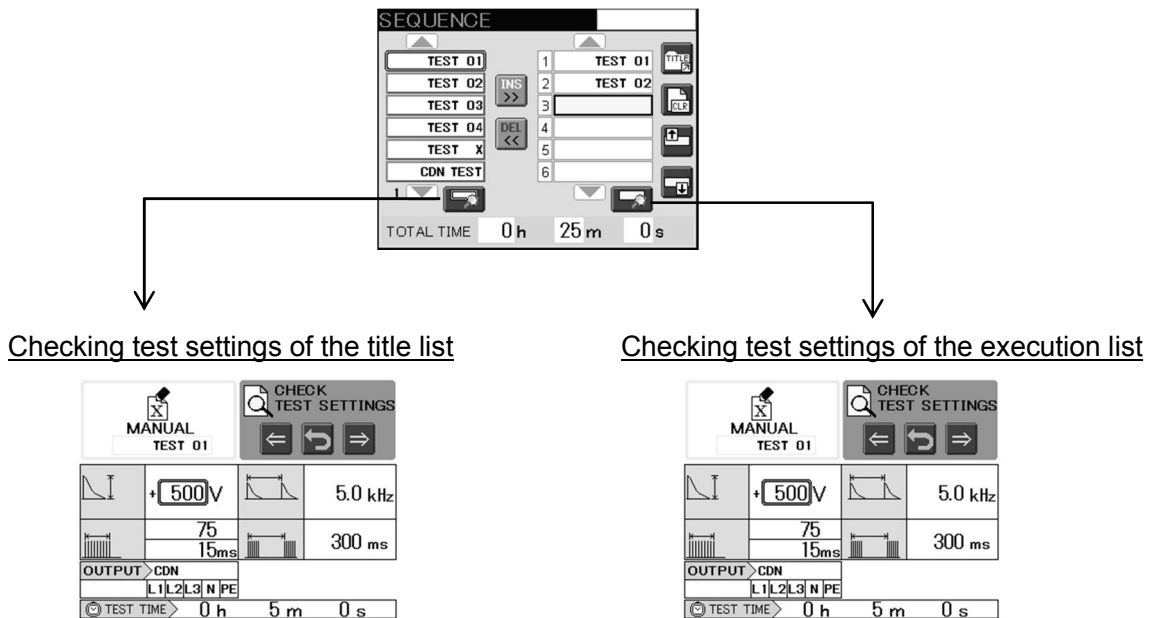 SEQUENCE
TEST 01 1 TEST 01 TITLE
TEST 02 INS >> 2 TEST 02
TEST 03 3 CLR
TEST 04 DEL << 4
TEST X 5
CDN TEST 6
1
TOTAL TIME 0 h 25 m 0 s
Checking test settings of the title list
CHECK
TEST SETTINGS
X
MANUAL
TEST 01
+ 500 V 5.0 kHz
75
15ms 300 ms
OUTPUT CDN
L1 L2 L3 N PE
TEST TIME 0 h 5 m 0 s
Checking test settings of the execution list
CHECK
TEST SETTINGS
X
MANUAL
TEST 01
+ 500 V 5.0 kHz
75
15ms 300 ms
OUTPUT CDN
L1 L2 L3 N PE
TEST TIME 0 h 5 m 0 s